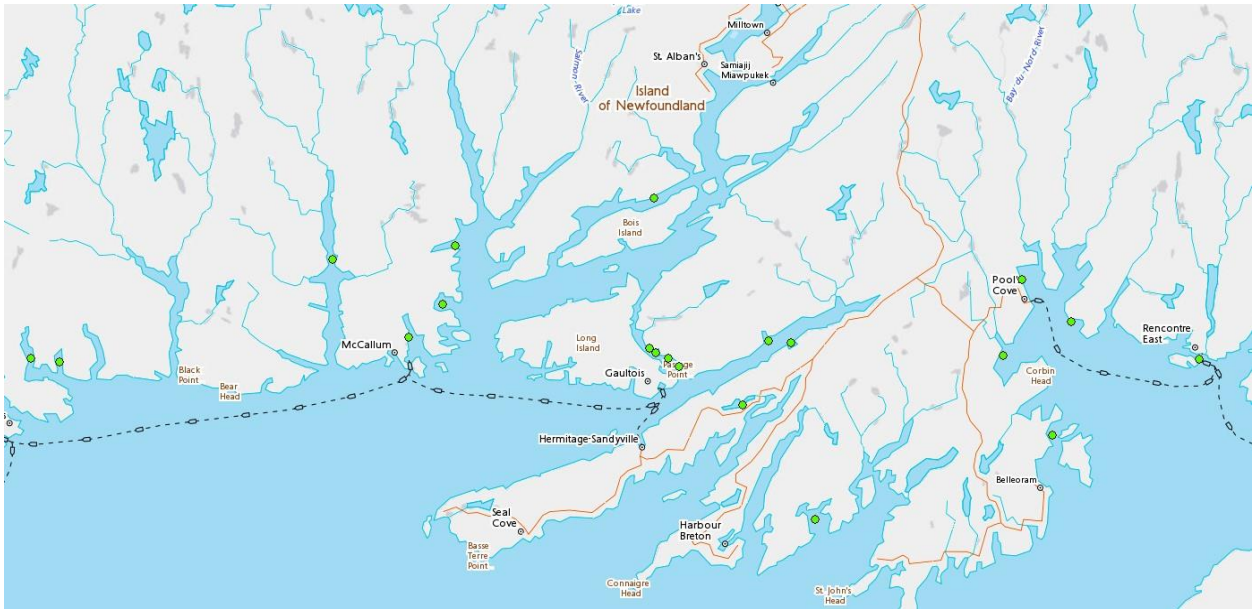 Lake
Milltown
St. Alban's
Samiajij
Miawpukek
Salmon-River
Bay-du-Nord-River
Island
of Newfoundland
Bois
Island
Pool's
Cove
Rencontre
East
McCallum
Long
Island
Black
Point
Bear
Head
Gaultois
Passage
Point
Corbin
Head
Hermitage-Sandyville
Belleoram
Seal
Cove
Harbour
Breton
Basse
Terre
Point
Connaigre
Head
St. John's
Head